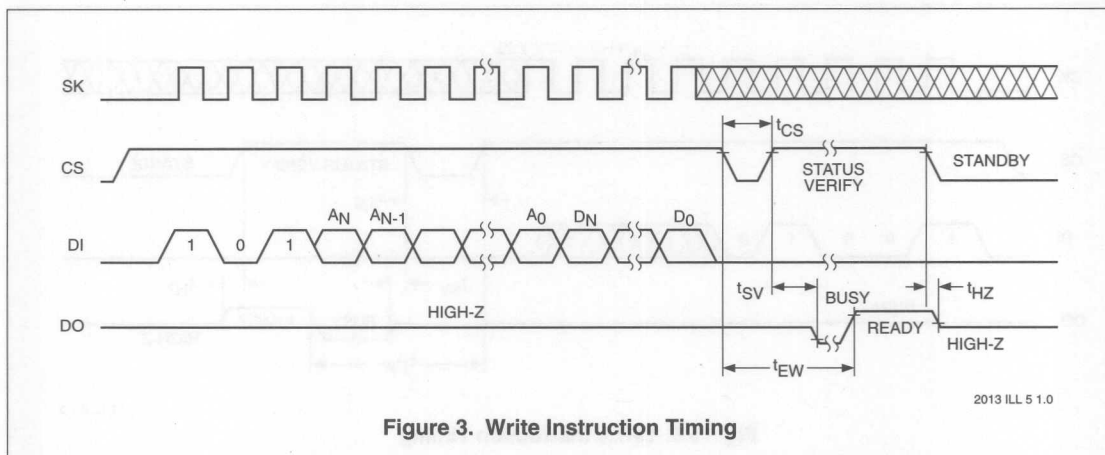 SK
t_CS
CS
STATUS VERIFY
STANDBY
A_N A_N-1 A_0 D_N D_0
DI 1 0 1
t_SV BUSY t_HZ
HIGH-Z
DO READY HIGH-Z
t_EW
2013 ILL 5 1.0
Figure 3. Write Instruction Timing